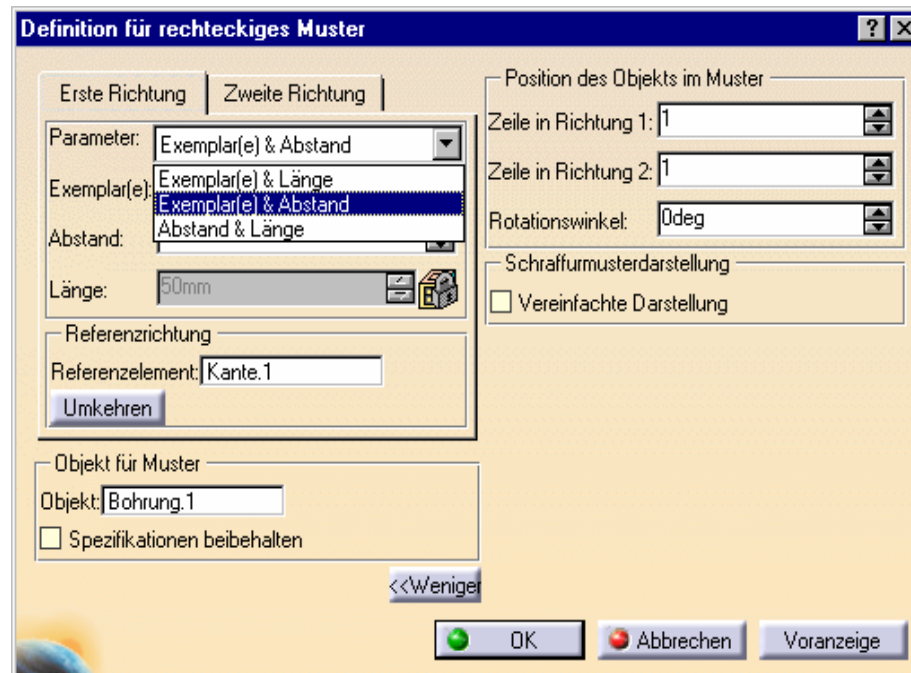 Definition für rechteckiges Muster
Erste Richtung
Zweite Richtung
Parameter:
Exemplar(e) & Abstand
Exemplar(e) & Länge
Exemplar(e):
Exemplar(e) & Abstand
Abstand & Länge
Abstand:
Länge:
50mm
Referenzrichtung
Referenzelement:
Kante.1
Umkehren
Objekt für Muster
Objekt:
Bohrung.1
Spezifikationen beibehalten
<<Weniger
Position des Objekts im Muster
Zeile in Richtung 1:
1
Zeile in Richtung 2:
1
Rotationswinkel:
0deg
Schraffurmusterdarstellung
Vereinfachte Darstellung
OK
Abbrechen
Voranzeige